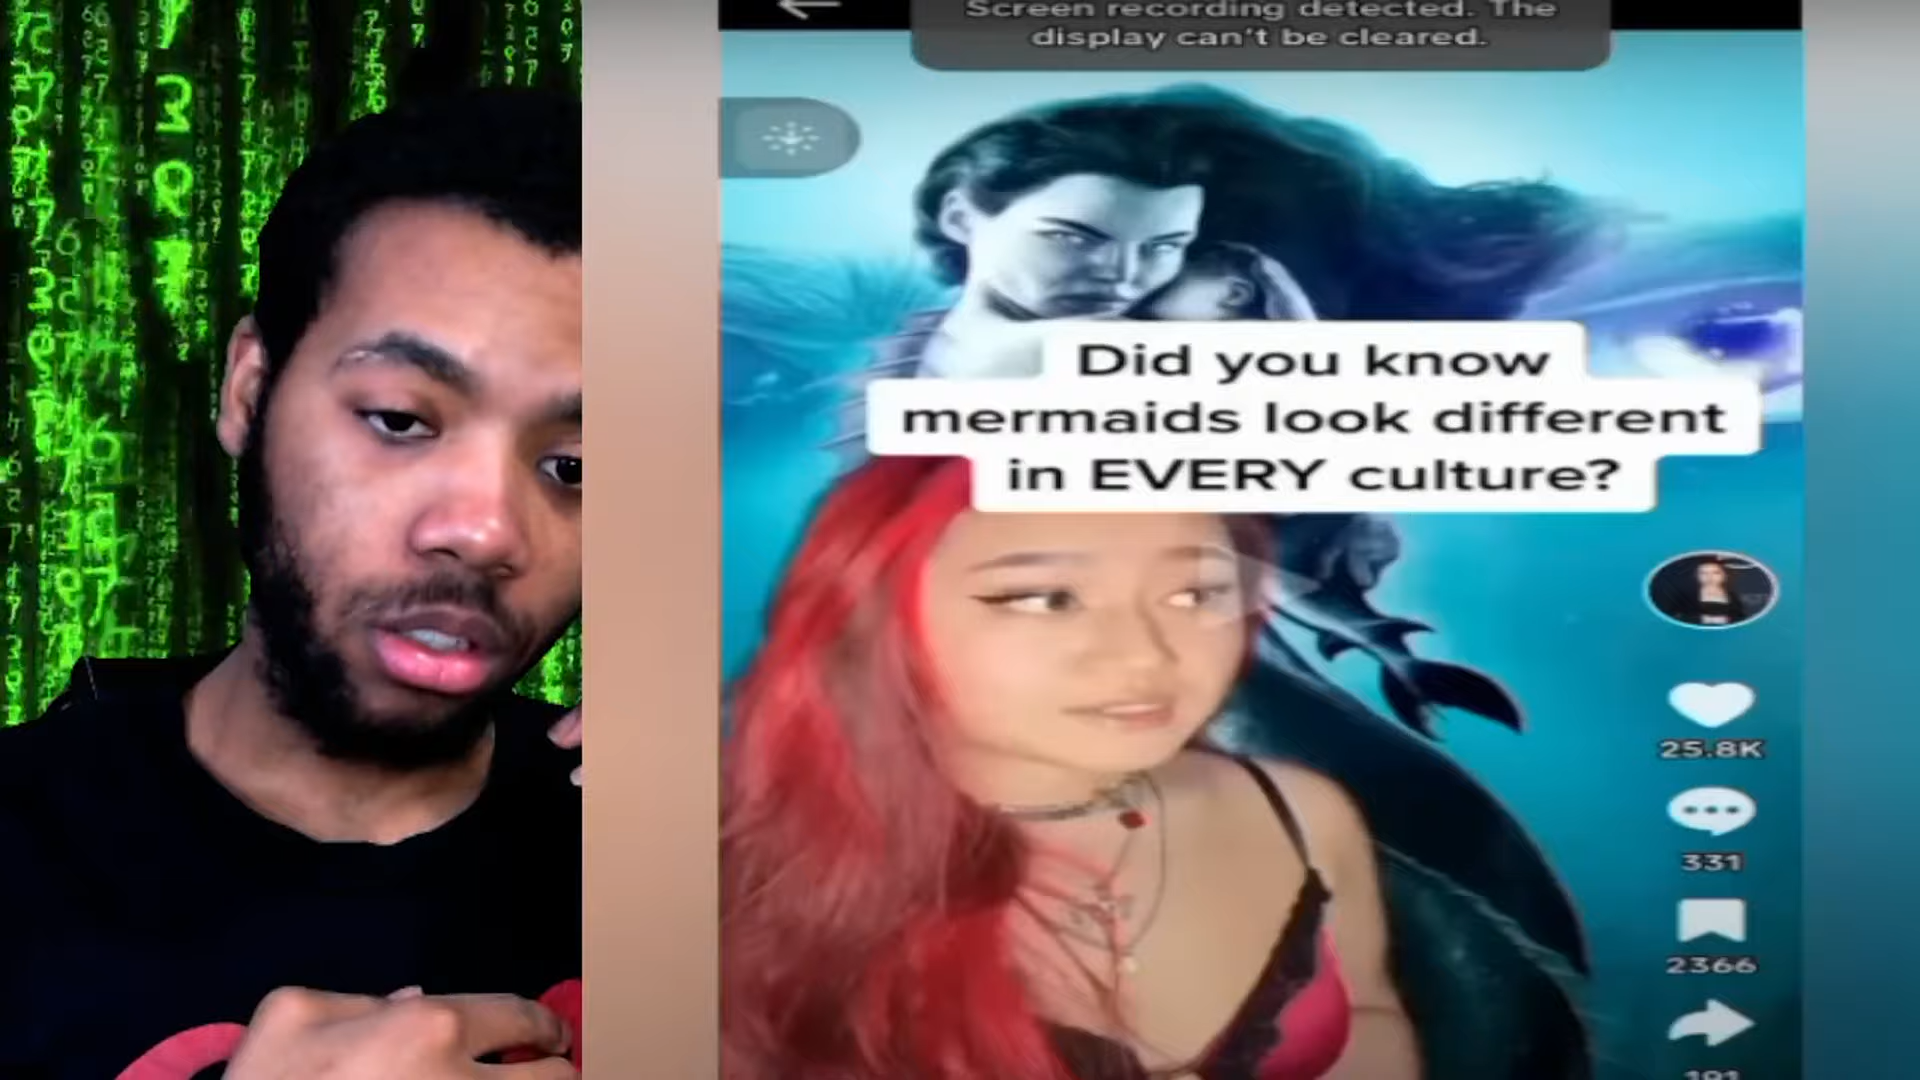 Screen recording detected. The
display can't be cleared.
Did you know
mermaids look different
in EVERY culture?
25.8K
331
2366
191